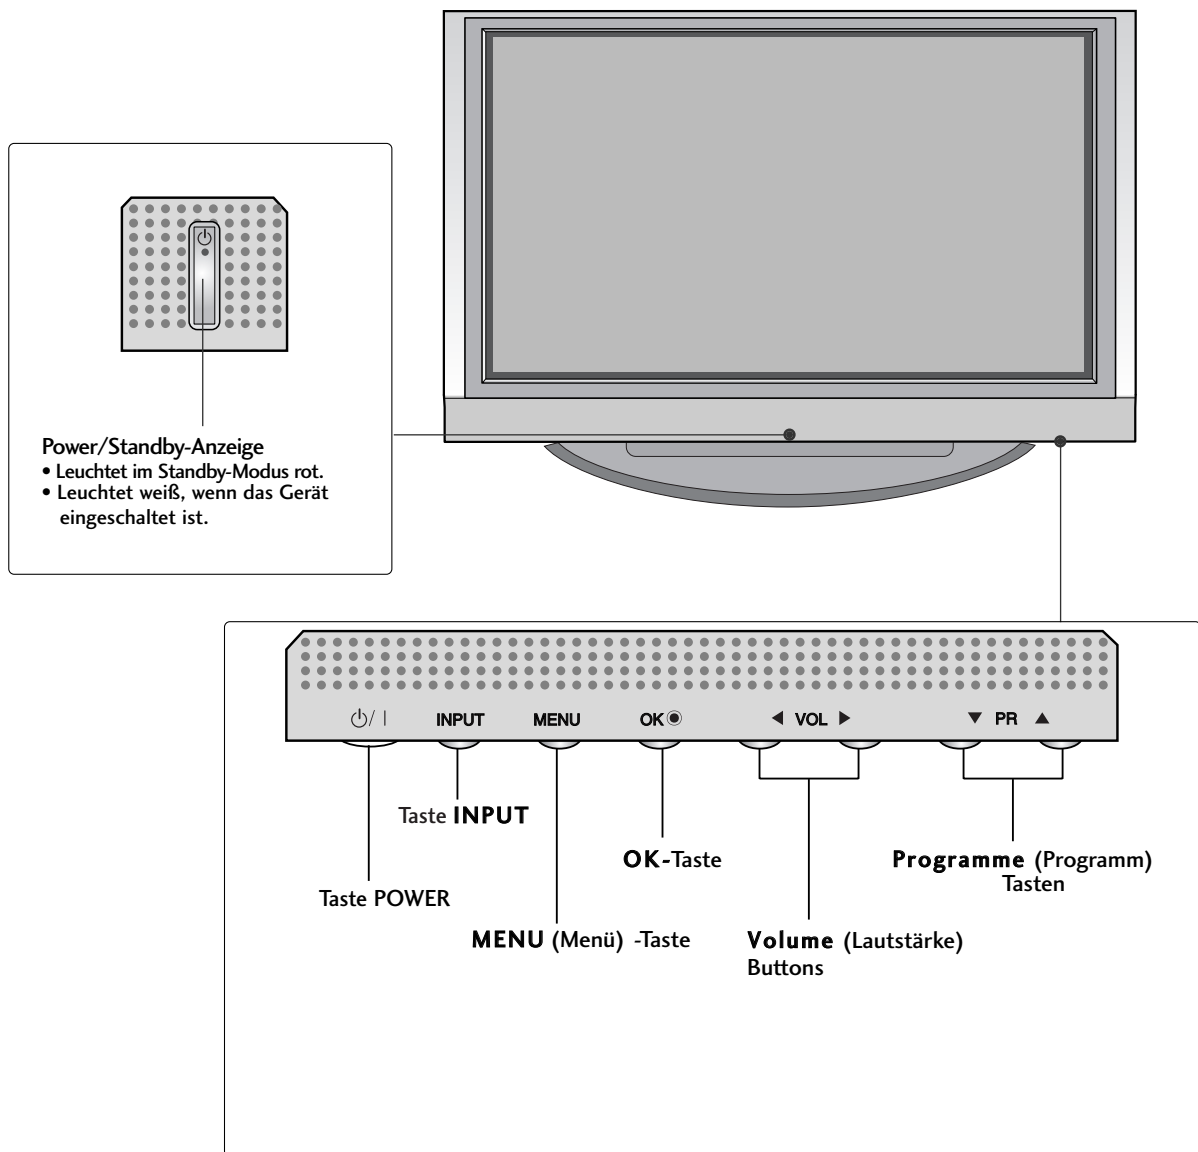 Power/Standby-Anzeige
• Leuchtet im Standby-Modus rot.
• Leuchtet weiß, wenn das Gerät
eingeschaltet ist.
⏻/ I INPUT MENU OK◉ ◀ VOL ▶ ▼ PR ▲
Taste INPUT
OK-Taste
Programme (Programm)
Tasten
Taste POWER
MENU (Menü) -Taste
Volume (Lautstärke)
Buttons